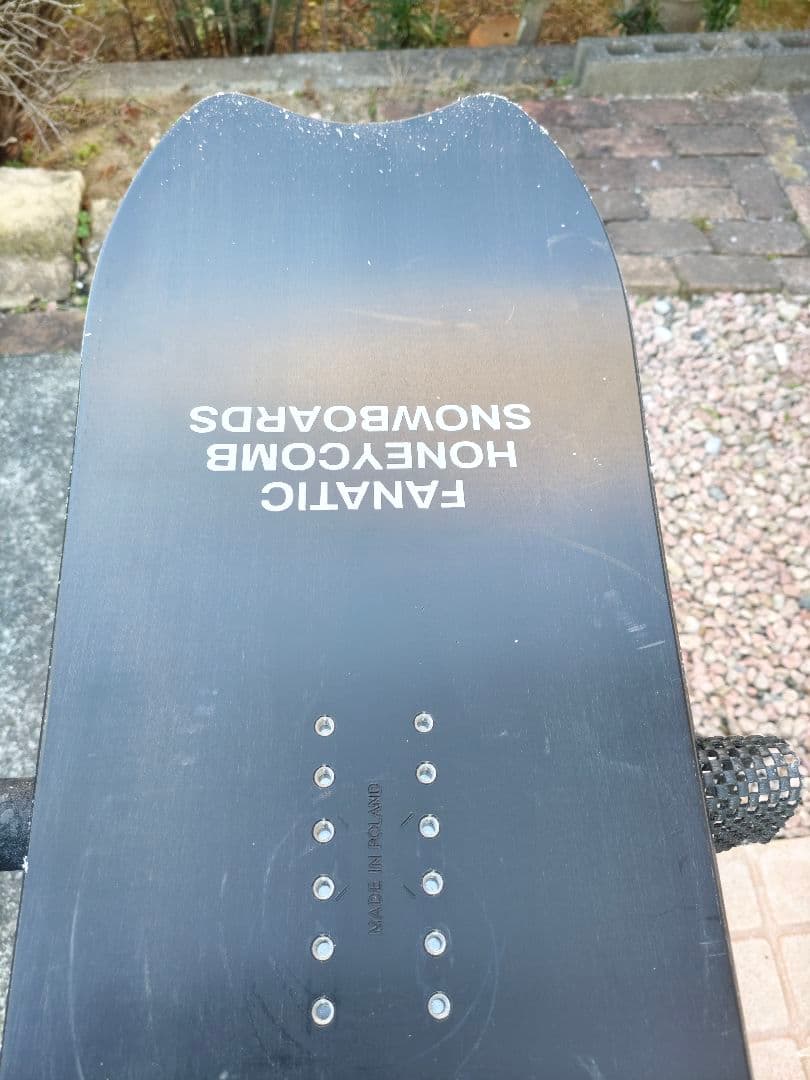 FANATIC
HONEYCOMB
SNOWBOARDS
MADE IN POLAND